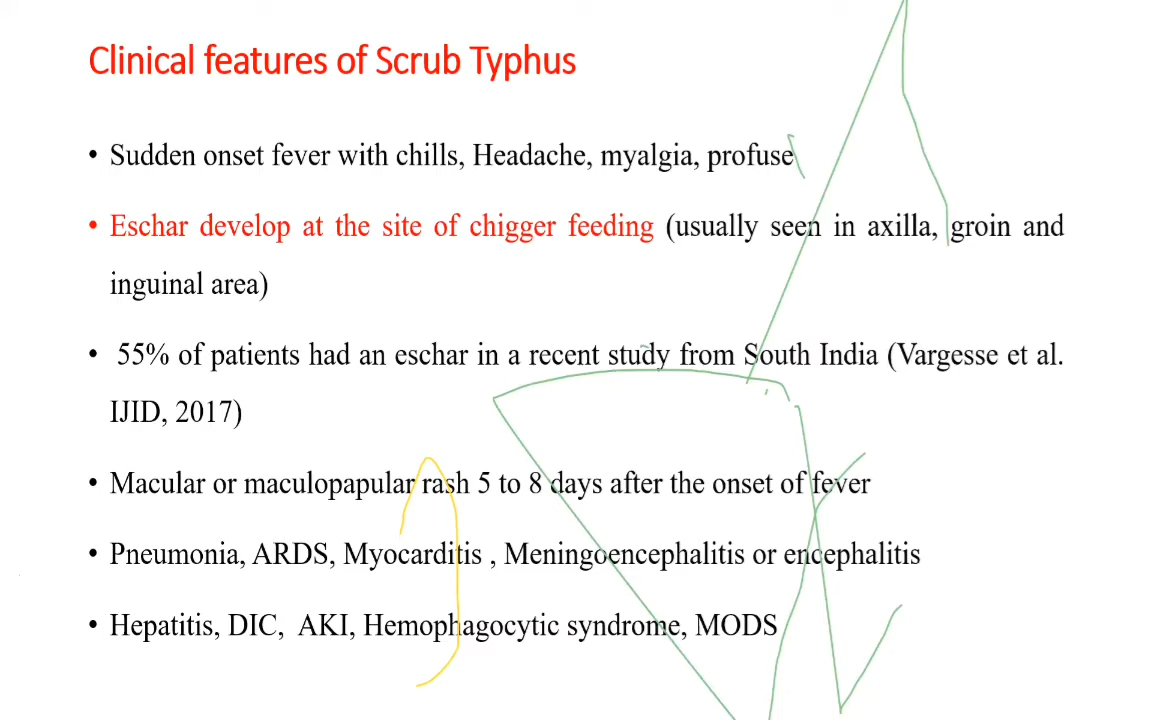 Clinical features of Scrub Typhus
• Sudden onset fever with chills, Headache, myalgia, profuse
• Eschar develop at the site of chigger feeding (usually seen in axilla, groin and
inguinal area)
• 55% of patients had an eschar in a recent study from South India (Vargesse et al.
IJID, 2017)
• Macular or maculopapular rash 5 to 8 days after the onset of fever
• Pneumonia, ARDS, Myocarditis , Meningoencephalitis or encephalitis
• Hepatitis, DIC, AKI, Hemophagocytic syndrome, MODS